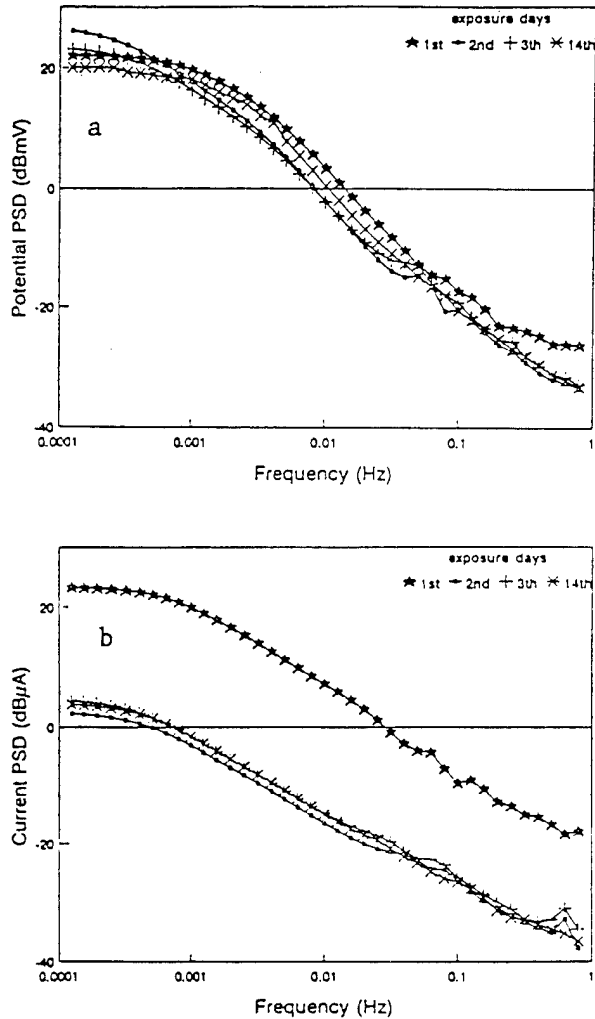 exposure days
★ 1st 2nd + 3th × 14th
a
Potential PSD (dBmV)
20
0
-20
-40
0.0001
0.001
0.01
0.1
1
Frequency (Hz)
exposure days
★ 1st 2nd + 3th × 14th
b
Current PSD (dBµA)
20
0
-20
-40
0.0001
0.001
0.01
0.1
1
Frequency (Hz)